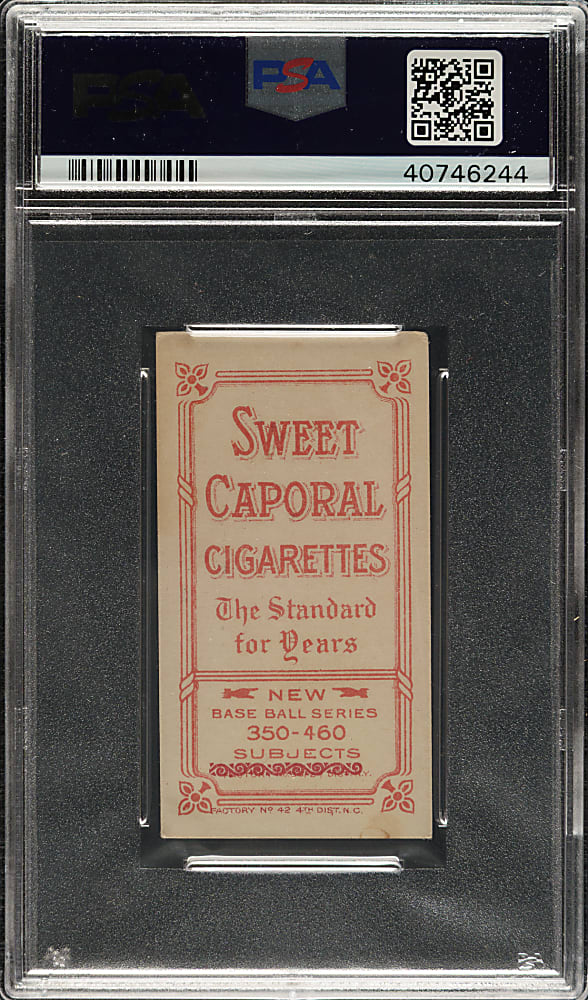 PSA
PSA
40746244
SWEET
CAPORAL
CIGARETTES
The Standard
for Years
NEW
BASE BALL SERIES
350-460
SUBJECTS
FACTORY Nº 42 4TH DIST. N.C.